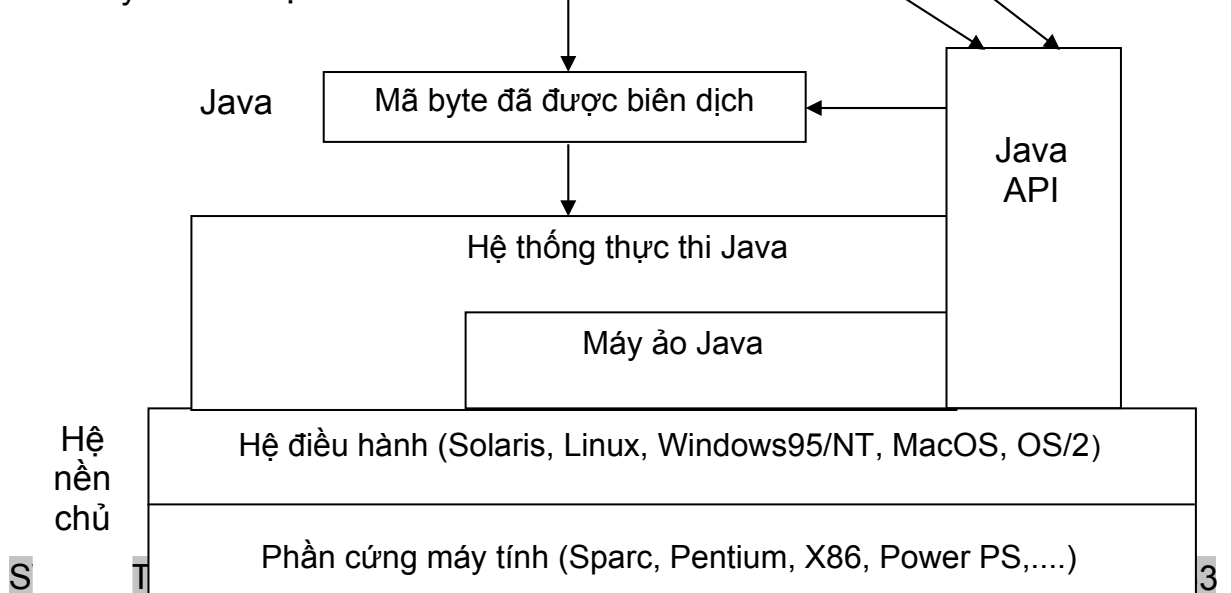 Java
Mã byte đã được biên dịch
Java
API
Hệ thống thực thi Java
Máy ảo Java
Hệ
nền
chủ
Hệ điều hành (Solaris, Linux, Windows95/NT, MacOS, OS/2)
Phần cứng máy tính (Sparc, Pentium, X86, Power PS,....)
3